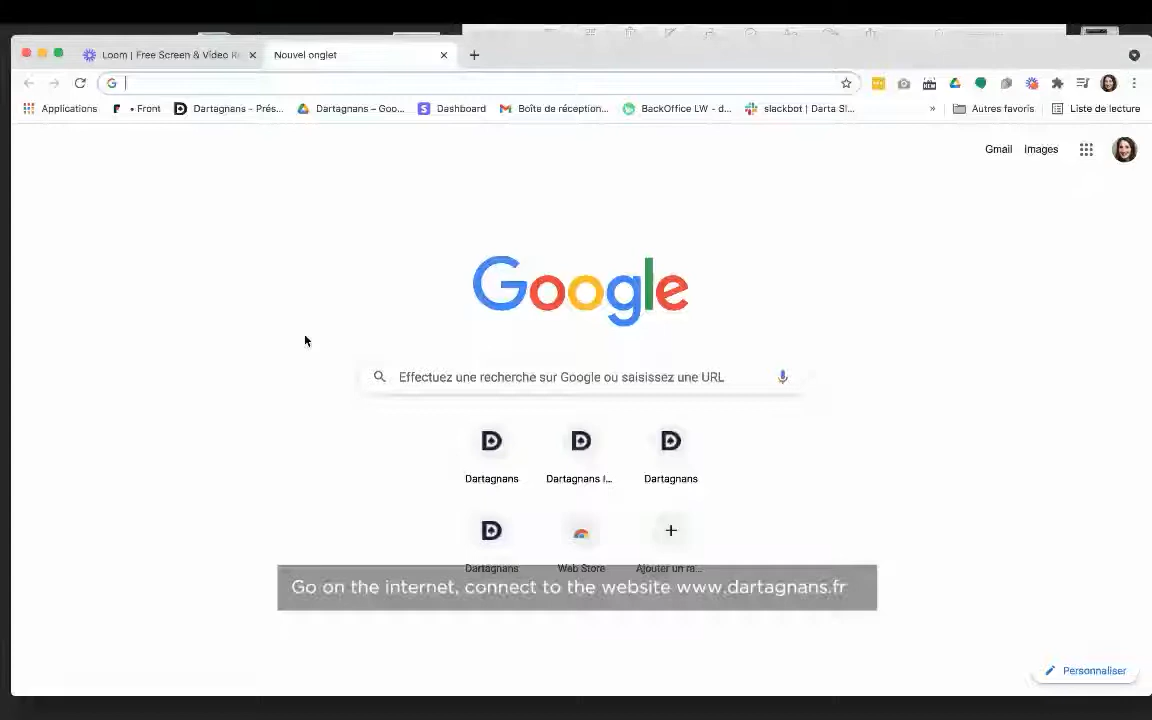 Loom | Free Screen & Video Re
Nouvel onglet
Applications
• Front
Dartagnans - Prés...
Dartagnans – Goo...
Dashboard
Boîte de réception...
BackOffice LW - d...
slackbot | Darta Sl...
»
Autres favoris
Liste de lecture
Gmail
Images
Google
Effectuez une recherche sur Google ou saisissez une URL
Dartagnans
Dartagnans I...
Dartagnans
Dartagnans
Web Store
Ajouter un ra...
Go on the internet, connect to the website www.dartagnans.fr
Personnaliser